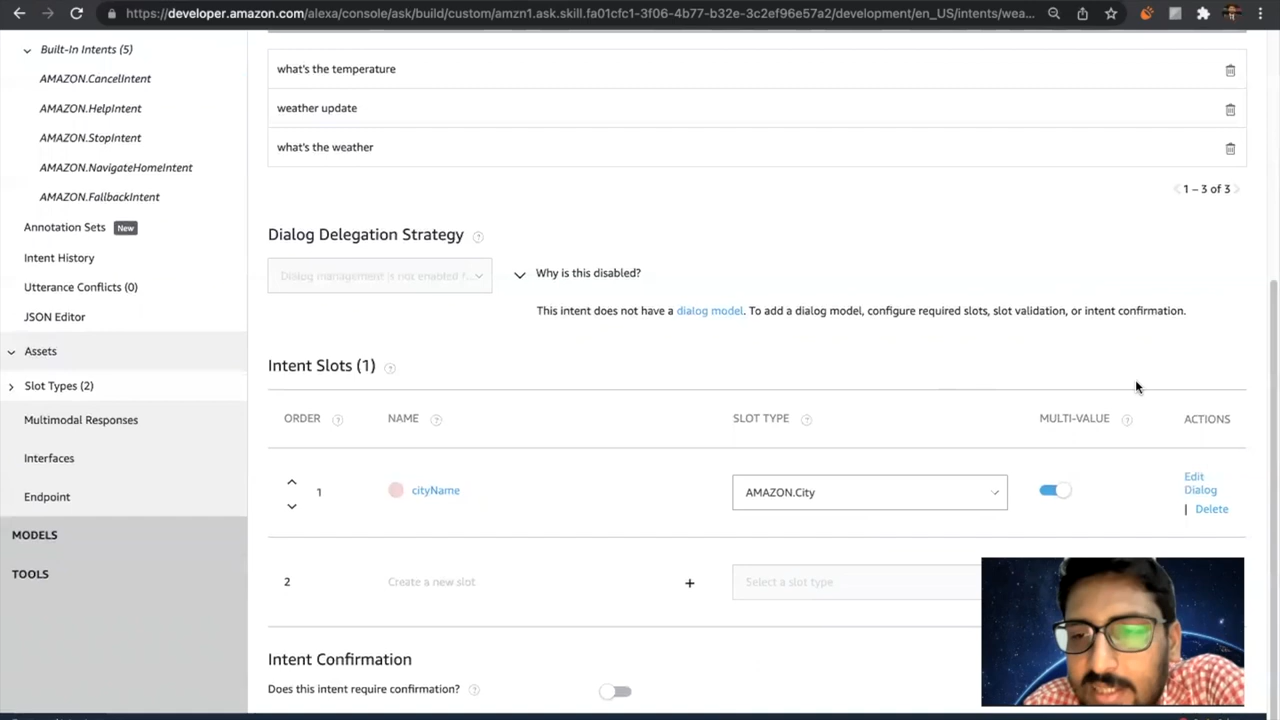 https://developer.amazon.com/alexa/console/ask/build/custom/amzn1.ask.skill.fa01cfc1-3f06-4b77-b32e-3c2ef96e57a2/development/en_US/intents/wea...
Built-In Intents (5)
AMAZON.CancelIntent
AMAZON.HelpIntent
AMAZON.StopIntent
AMAZON.NavigateHomeIntent
AMAZON.FallbackIntent
Annotation Sets New
Intent History
Utterance Conflicts (0)
JSON Editor
Assets
Slot Types (2)
Multimodal Responses
Interfaces
Endpoint
MODELS
TOOLS
what's the temperature
weather update
what's the weather
1 – 3 of 3
Dialog Delegation Strategy
Dialog management is not enabled f...
Why is this disabled?
This intent does not have a dialog model. To add a dialog model, configure required slots, slot validation, or intent confirmation.
Intent Slots (1)
ORDER NAME SLOT TYPE MULTI-VALUE ACTIONS
1 cityName AMAZON.City Edit
Dialog
| Delete
2 Create a new slot + Select a slot type
Intent Confirmation
Does this intent require confirmation?